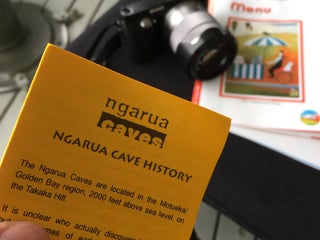 Menu
ngarua
caves
NGARUA CAVE HISTORY
The Ngarua Caves are located in the Motueka/
Golden Bay region, 2000 feet above sea level, on
the Takaka Hill.
It is unclear who actually discovere